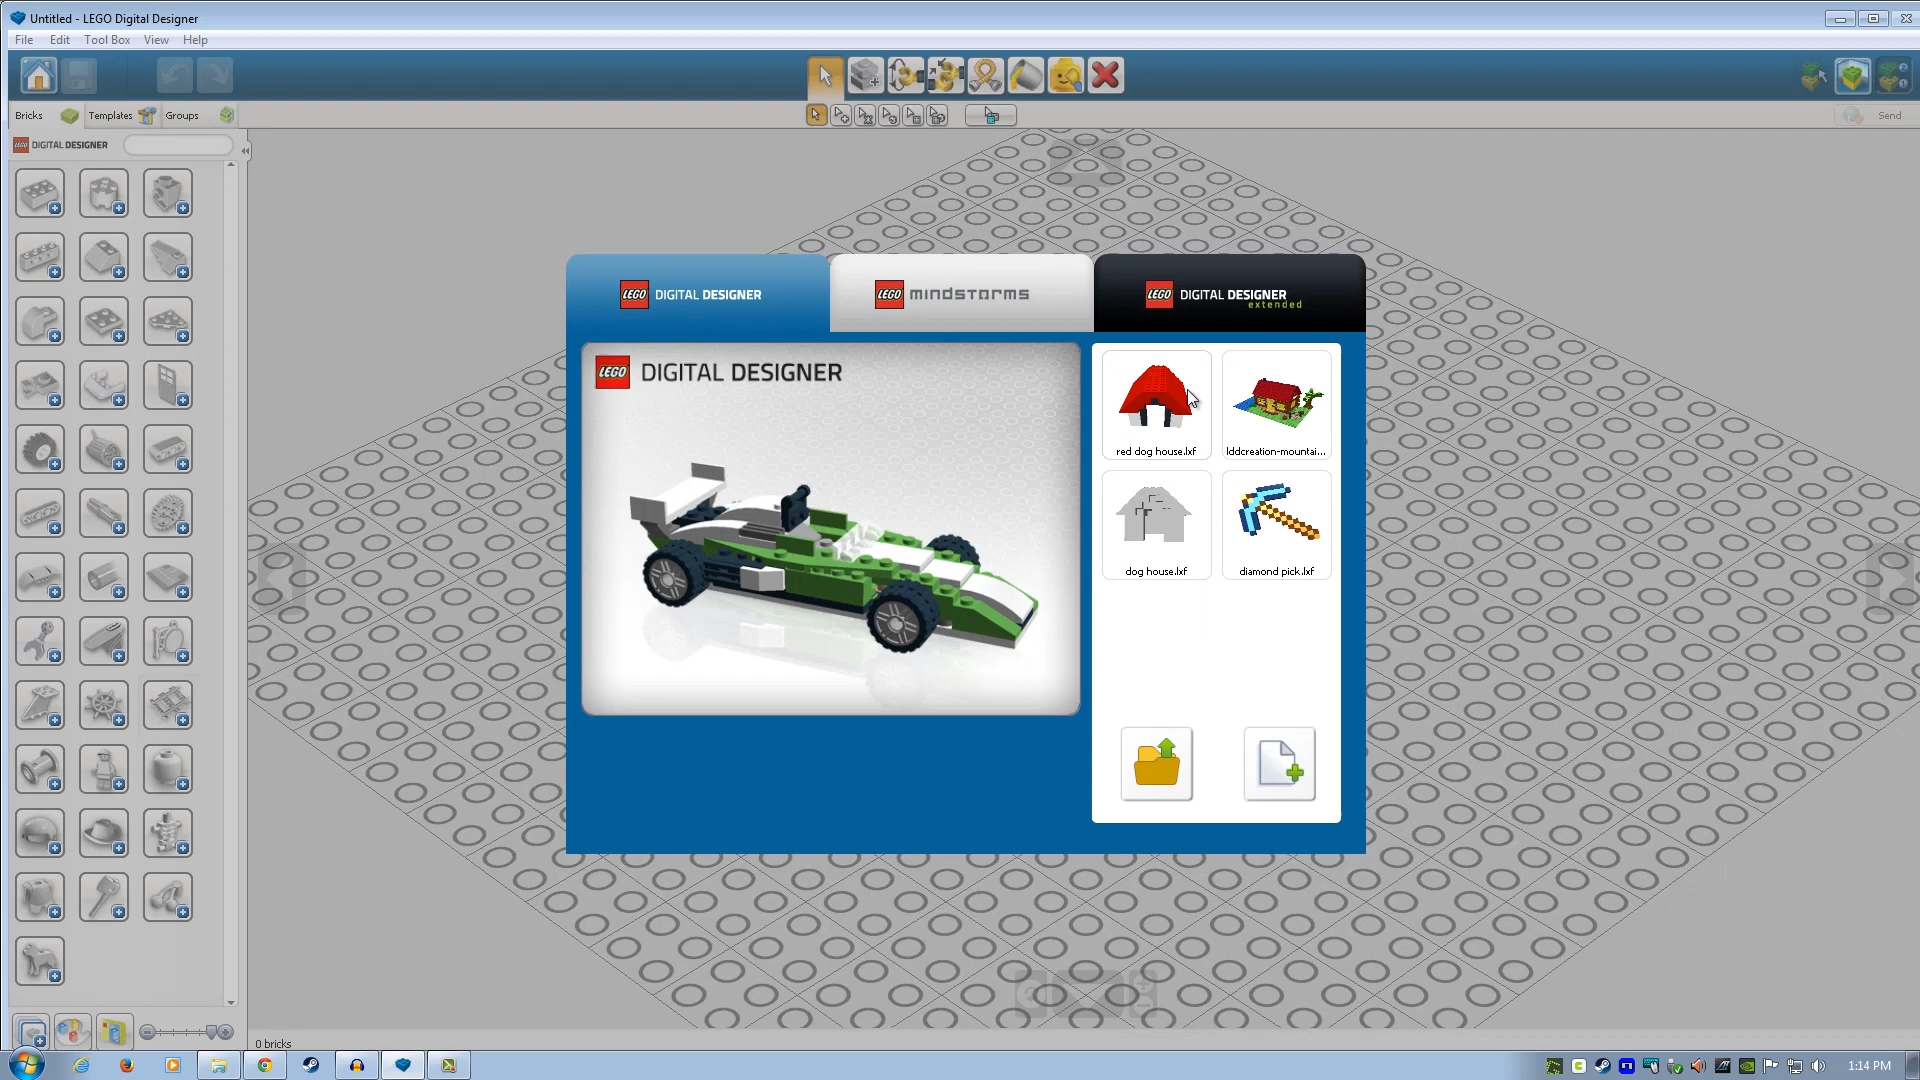 Untitled - LEGO Digital Designer
File Edit Tool Box View Help
Bricks Templates Groups
Send
LEGO DIGITAL DESIGNER
LEGO DIGITAL DESIGNER
LEGO mindstorms
LEGO DIGITAL DESIGNER
extended
LEGO DIGITAL DESIGNER
red dog house.lxf
lddcreation-mountai...
dog house.lxf
diamond pick.lxf
0 bricks
1:14 PM